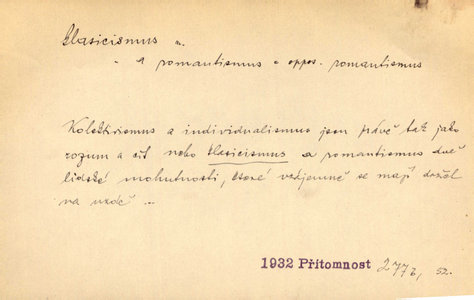 klasicismus m.
„ a romantismus × oppos. romantismus
Kolektivismus a individualismus jsou právě tak jako
rozum a cit nebo klasicismus a romantismus dvě
lidské mohutnosti, které vzájemně se mají držet
na uzdě ...
1932 Přítomnost 277, 52.